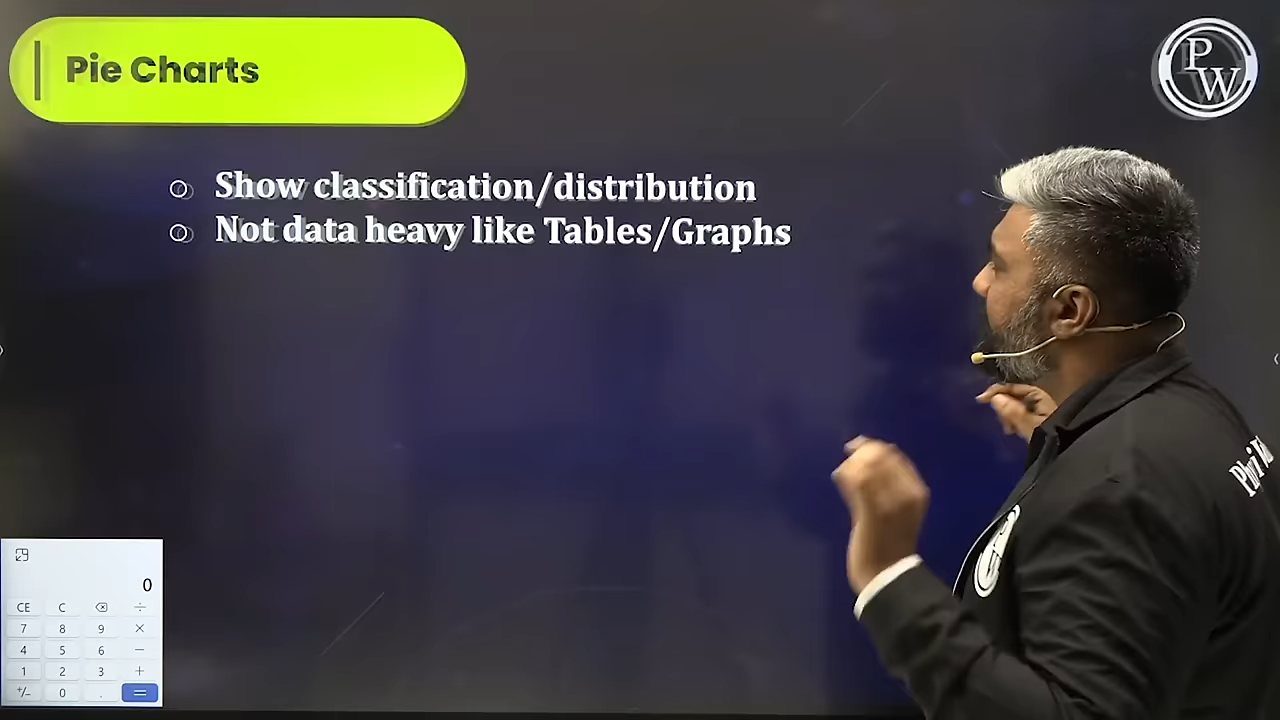 Pie Charts
PW
○ Show classification/distribution
○ Not data heavy like Tables/Graphs
0
CE C ÷
7 8 9 ×
4 5 6 −
1 2 3 +
+/− 0 . =